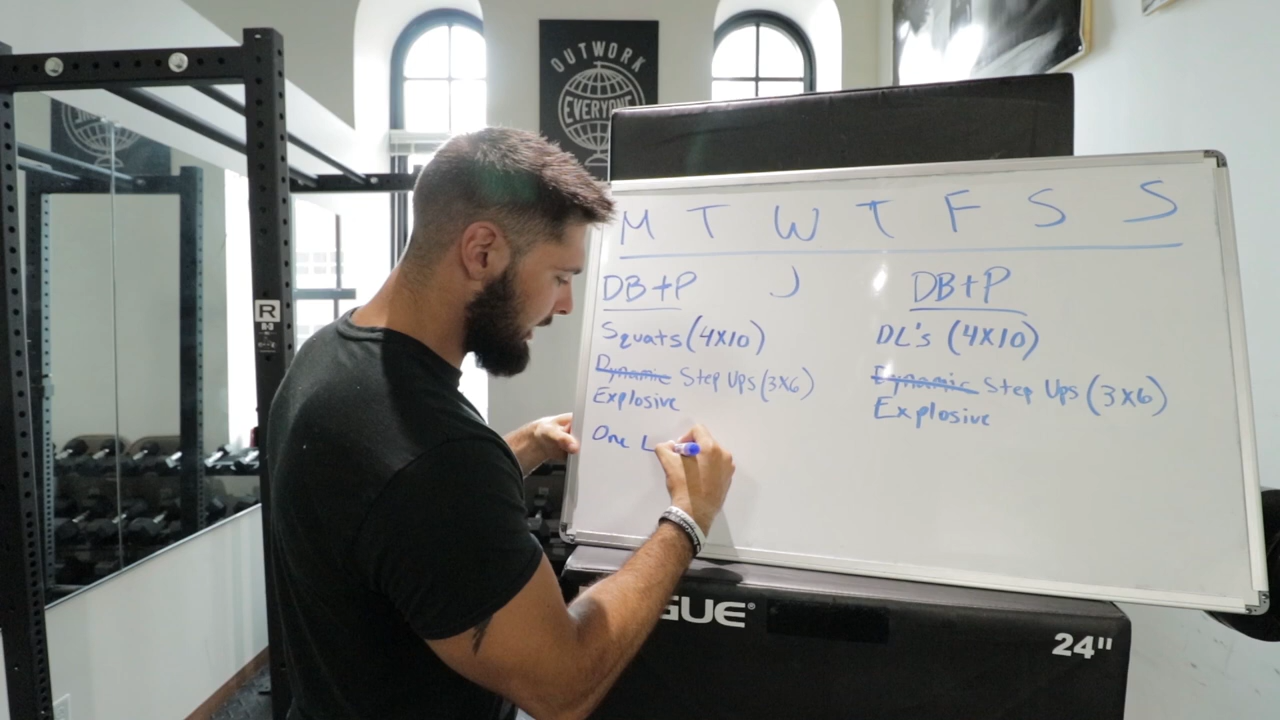 OUTWORK
EVERYONE
M T W T F S S
DB+P
Squats (4x10)
Dynamic Step Ups (3x6)
Explosive
One L
J
DB+P
DL's (4x10)
Dynamic Step Ups (3x6)
Explosive
R
GUE®
24"